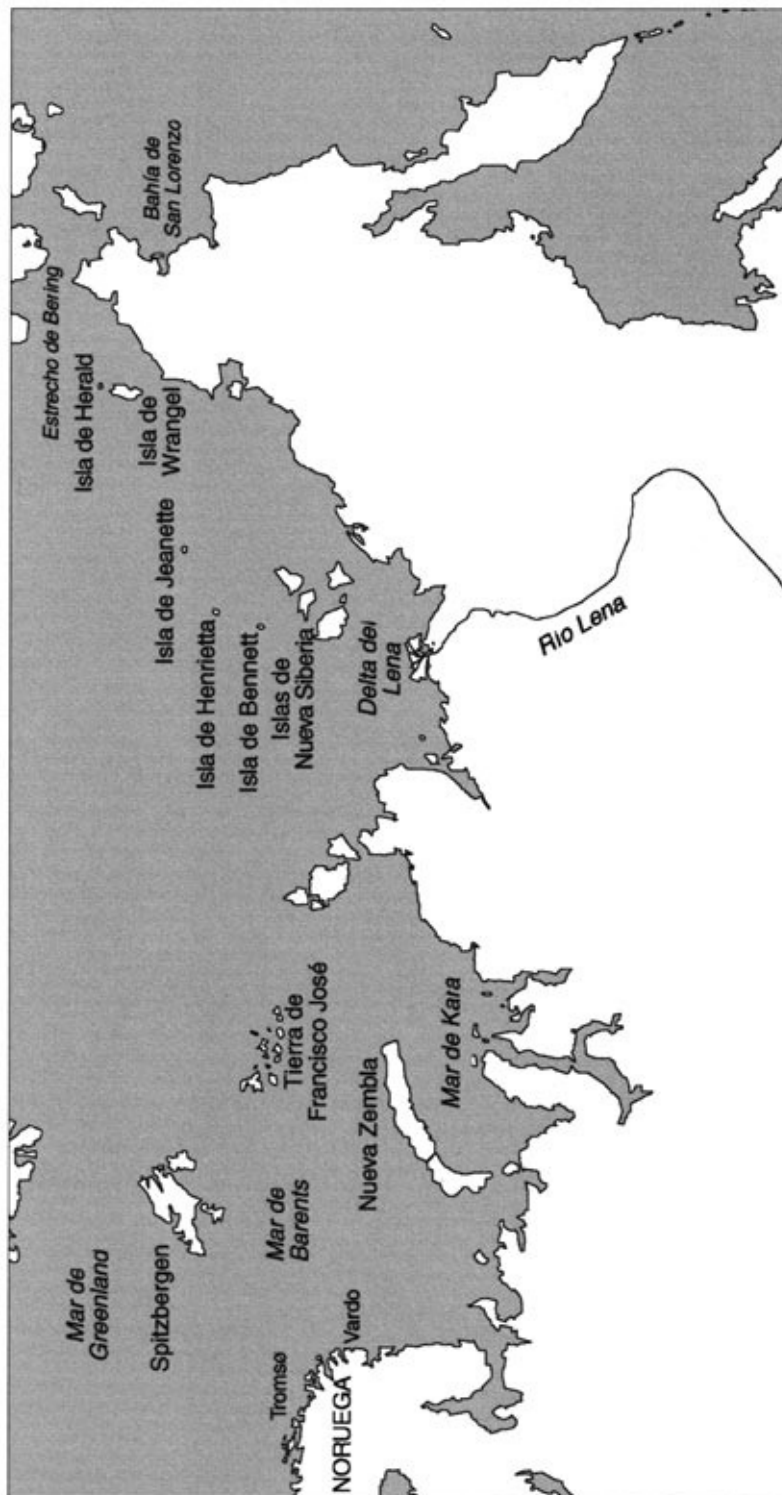 Mar de
Greenland
Spitzbergen
Mar de
Barents
Tromsø
Vardo
NORUEGA
Tierra de
Francisco José
Nueva Zembla
Mar de Kara
Estrecho de Bering
Isla de Herald
Isla de
Wrangel
Isla de Jeanette
Isla de Henrietta
Isla de Bennett
Islas de
Nueva Siberia
Delta del
Lena
Río Lena
Bahía de
San Lorenzo